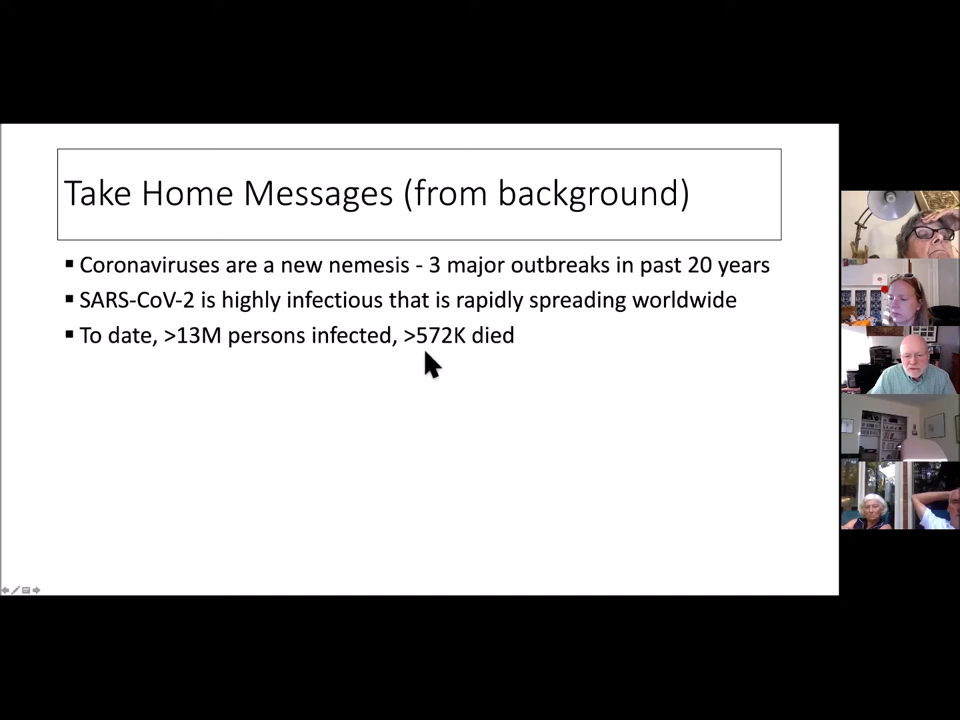 Take Home Messages (from background)
▪ Coronaviruses are a new nemesis - 3 major outbreaks in past 20 years
▪ SARS-CoV-2 is highly infectious that is rapidly spreading worldwide
▪ To date, >13M persons infected, >572K died